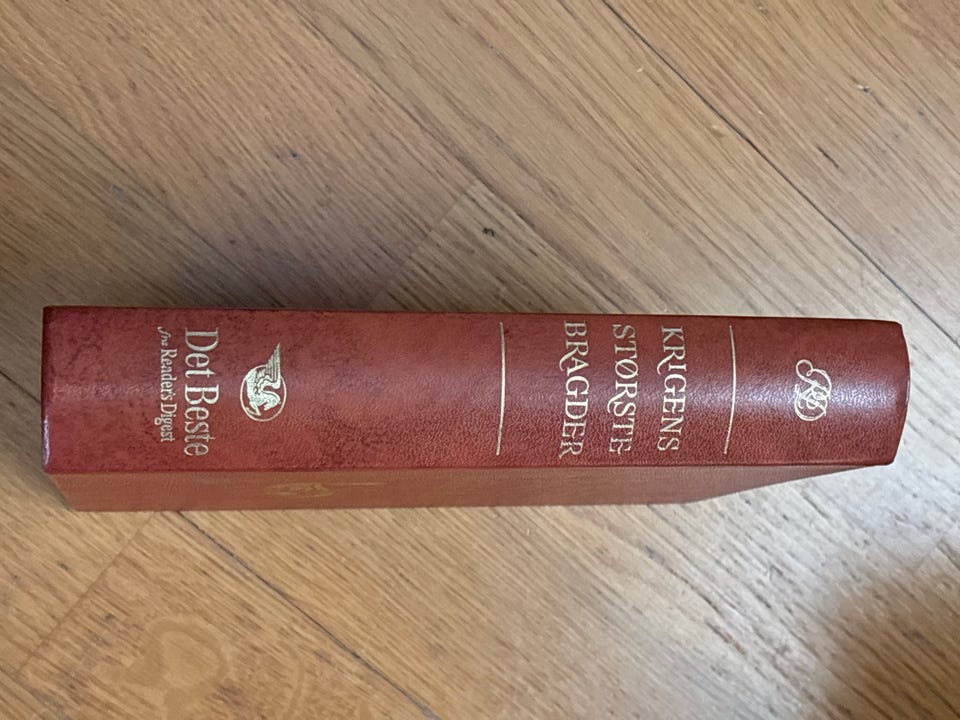 KRIGENS
STØRSTE
BRAGDER
Det Beste
fra Reader's Digest